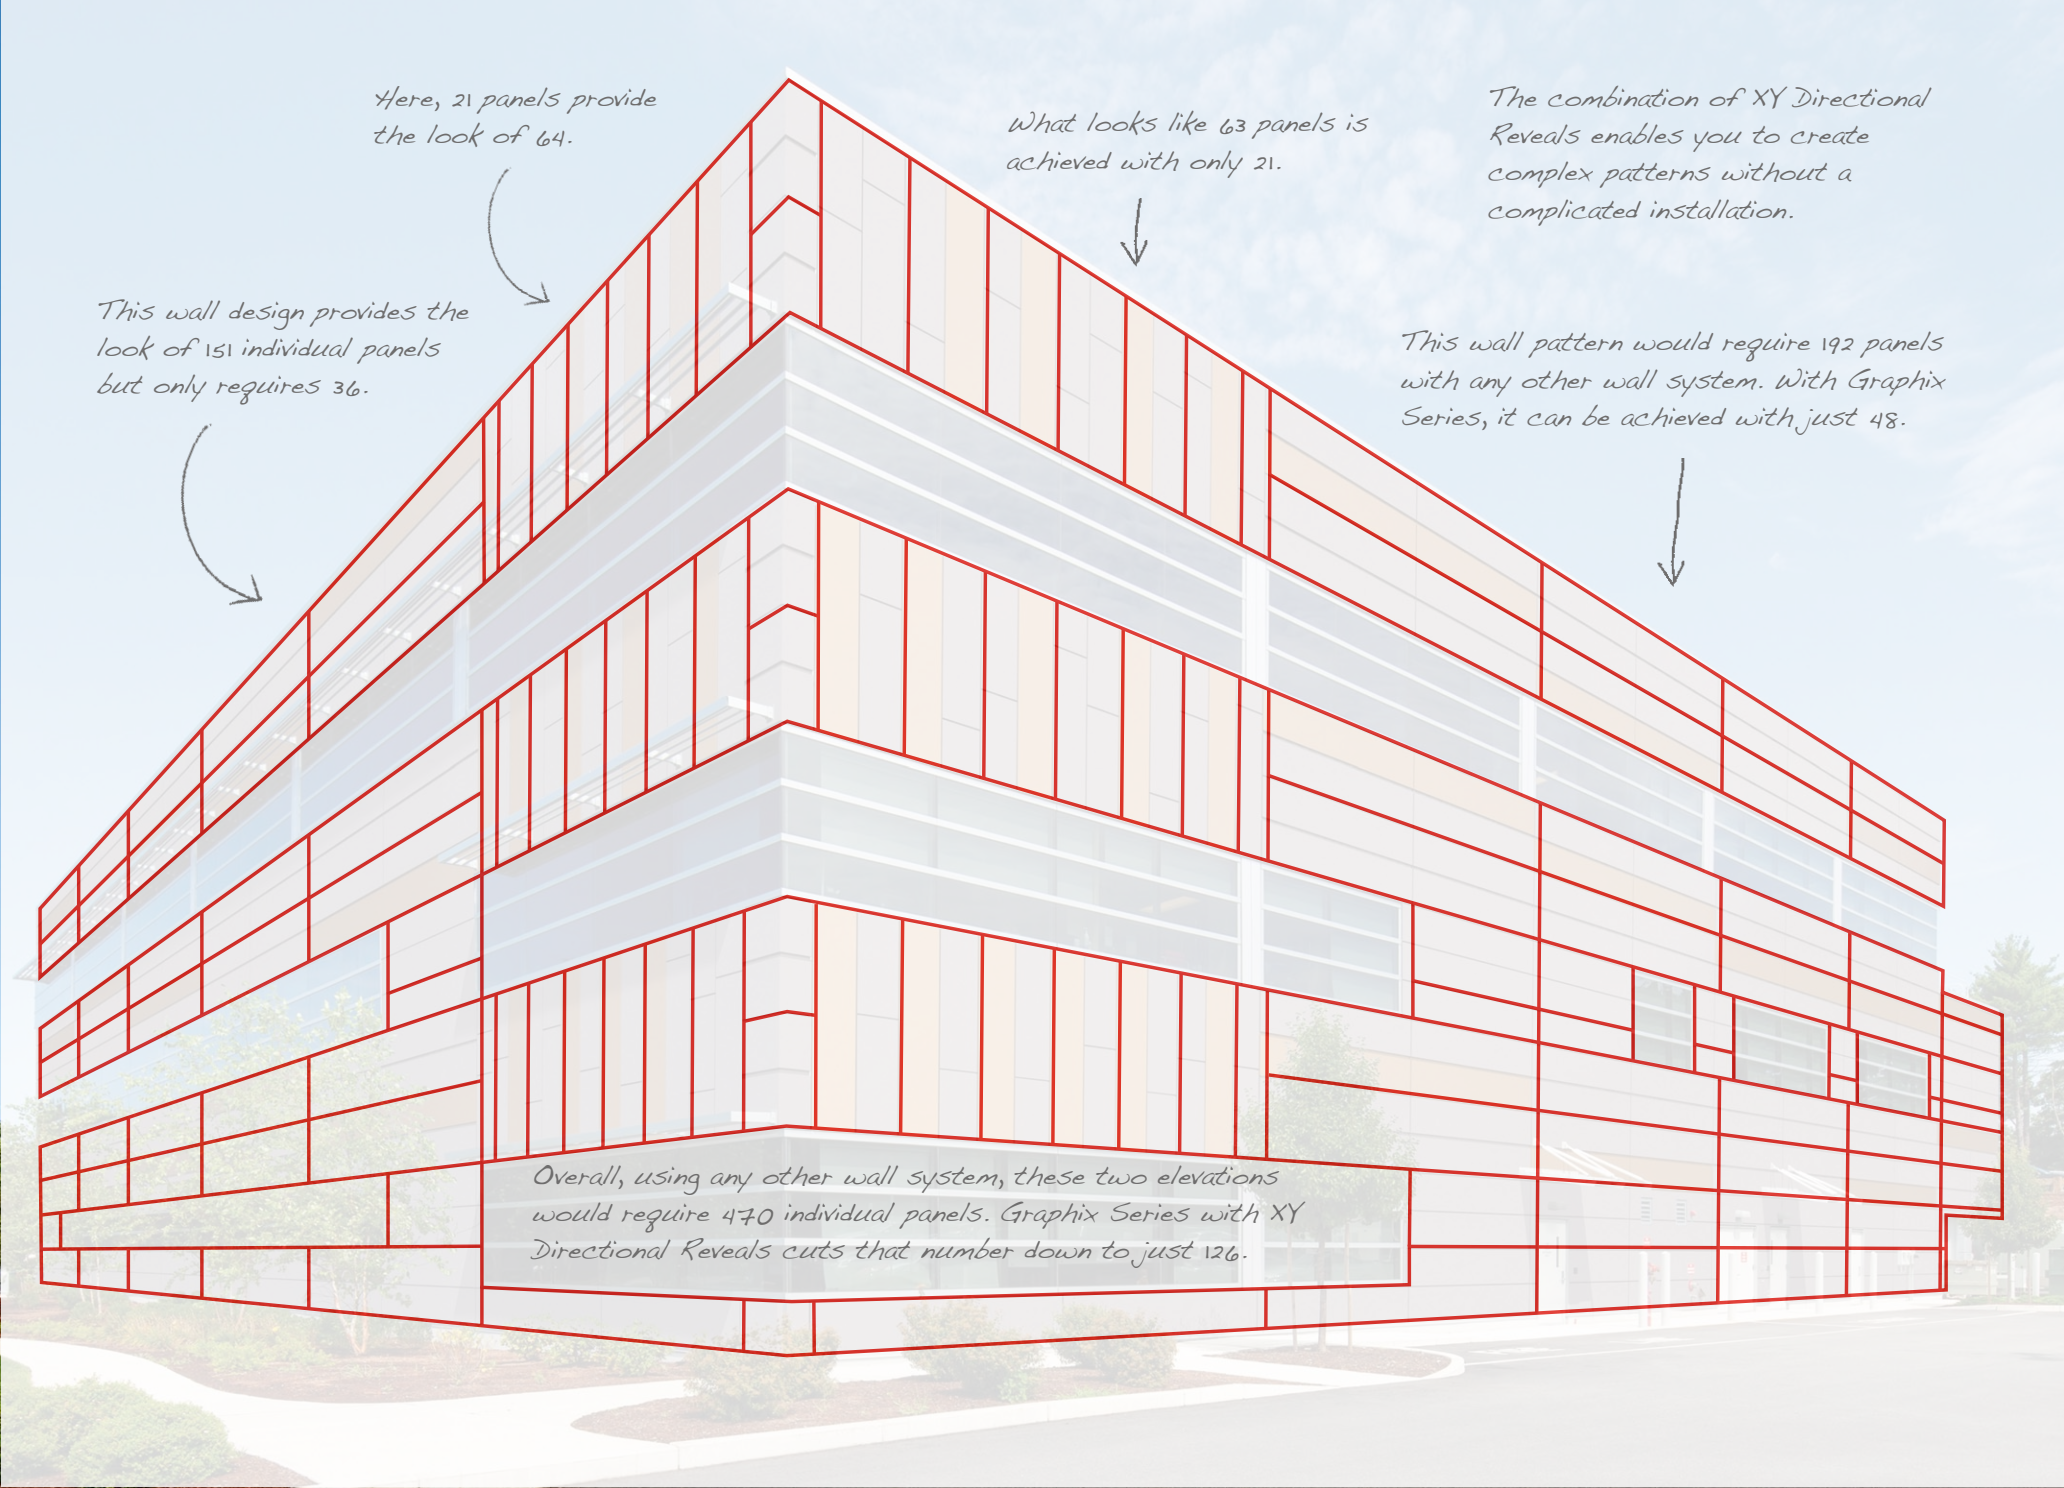 Here, 21 panels provide
the look of 64.
What looks like 63 panels is
achieved with only 21.
The combination of XY Directional
Reveals enables you to create
complex patterns without a
complicated installation.
This wall design provides the
look of 151 individual panels
but only requires 36.
This wall pattern would require 192 panels
with any other wall system. With Graphix
Series, it can be achieved with just 48.
Overall, using any other wall system, these two elevations
would require 470 individual panels. Graphix Series with XY
Directional Reveals cuts that number down to just 126.